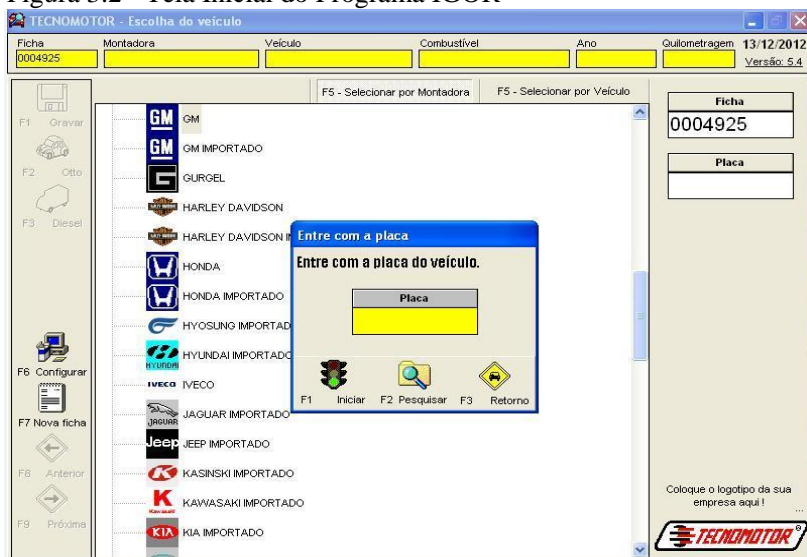 Figura 3.2 - Tela Inicial do Programa IGOR
TECNOMOTOR - Escolha do veículo
Ficha Montadora Veículo Combustível Ano Quilometragem 13/12/2012
0004925 Versão: 5.4
F5 - Selecionar por Montadora F5 - Selecionar por Veículo
F1 Gravar
F2 Otto
F3 Diesel
F6 Configurar
F7 Nova ficha
F8 Anterior
F9 Próxima
GM GM
GM GM IMPORTADO
G GURGEL
HARLEY DAVIDSON
HARLEY DAVIDSON
HONDA
HONDA IMPORTADO
HYOSUNG IMPORTAD
HYUNDAI HYUNDAI IMPORTADO
IVECO IVECO
JAGUAR JAGUAR IMPORTADO
Jeep JEEP IMPORTADO
KASINSKI IMPORTADO
Kawasaki KAWASAKI IMPORTADO
KIA KIA IMPORTADO
Entre com a placa
Entre com a placa do veículo.
Placa
F1 Iniciar F2 Pesquisar F3 Retorno
Ficha
0004925
Placa
Coloque o logotipo da sua
empresa aqui !
...
TECNOMOTOR®